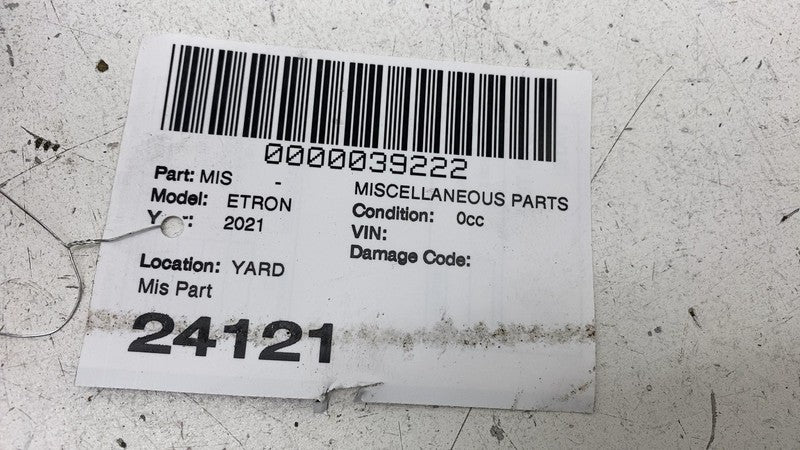 0000039222
Part: MIS - MISCELLANEOUS PARTS
Model: ETRON Condition: 0cc
2021 VIN:
Damage Code:
Location: YARD
Mis Part
24121